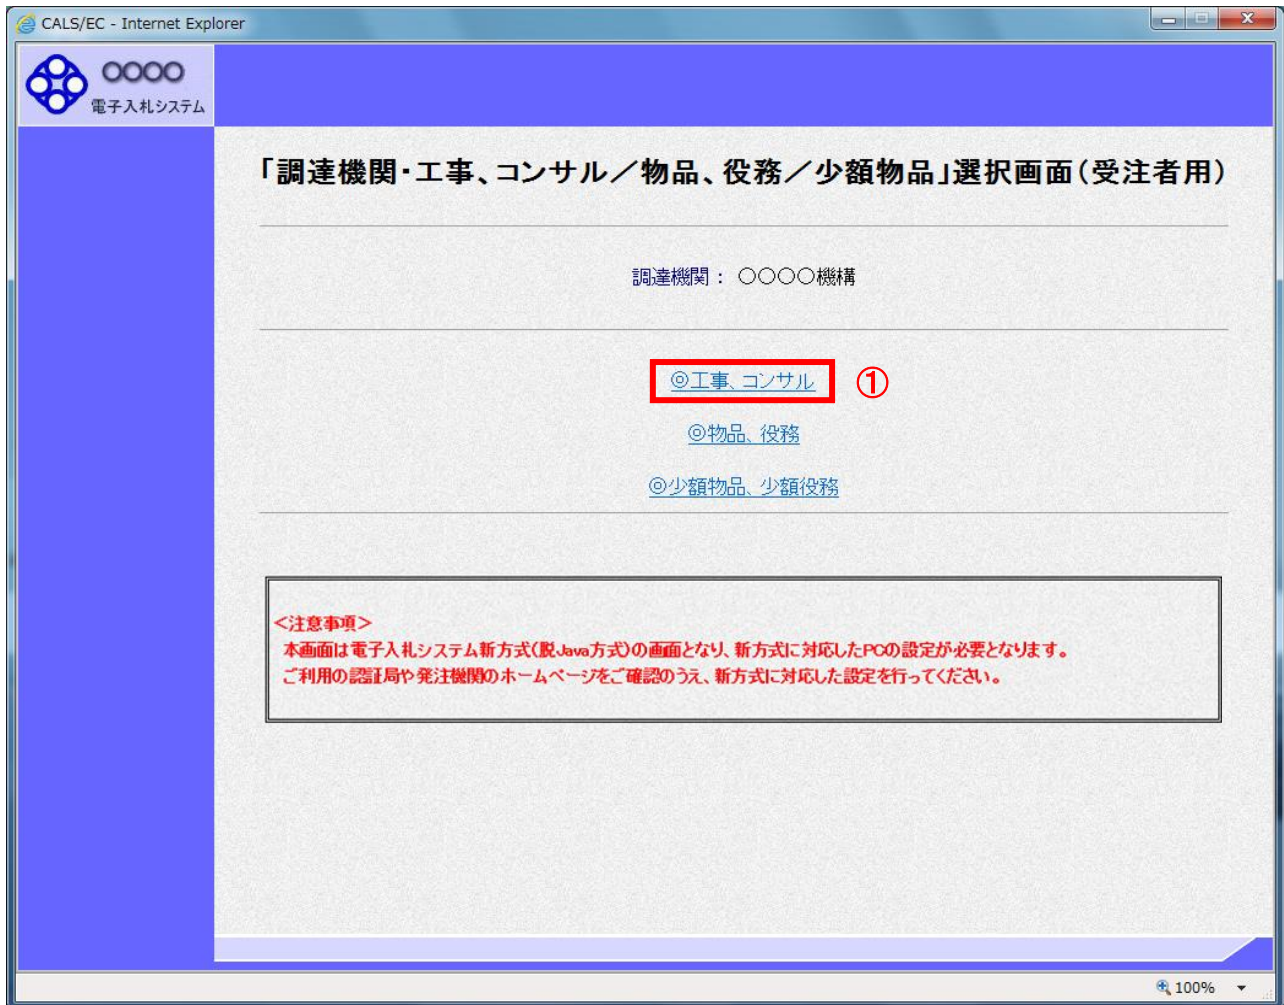 CALS/EC - Internet Explorer
〇〇〇〇
電子入札システム
「調達機関・工事、コンサル／物品、役務／少額物品」選択画面（受注者用）
調達機関： 〇〇〇〇機構
◎工事、コンサル ①
◎物品、役務
◎少額物品、少額役務
＜注意事項＞
本画面は電子入札システム新方式(脱Java方式)の画面となり、新方式に対応したPCの設定が必要となります。
ご利用の認証局や発注機関のホームページをご確認のうえ、新方式に対応した設定を行ってください。
100%